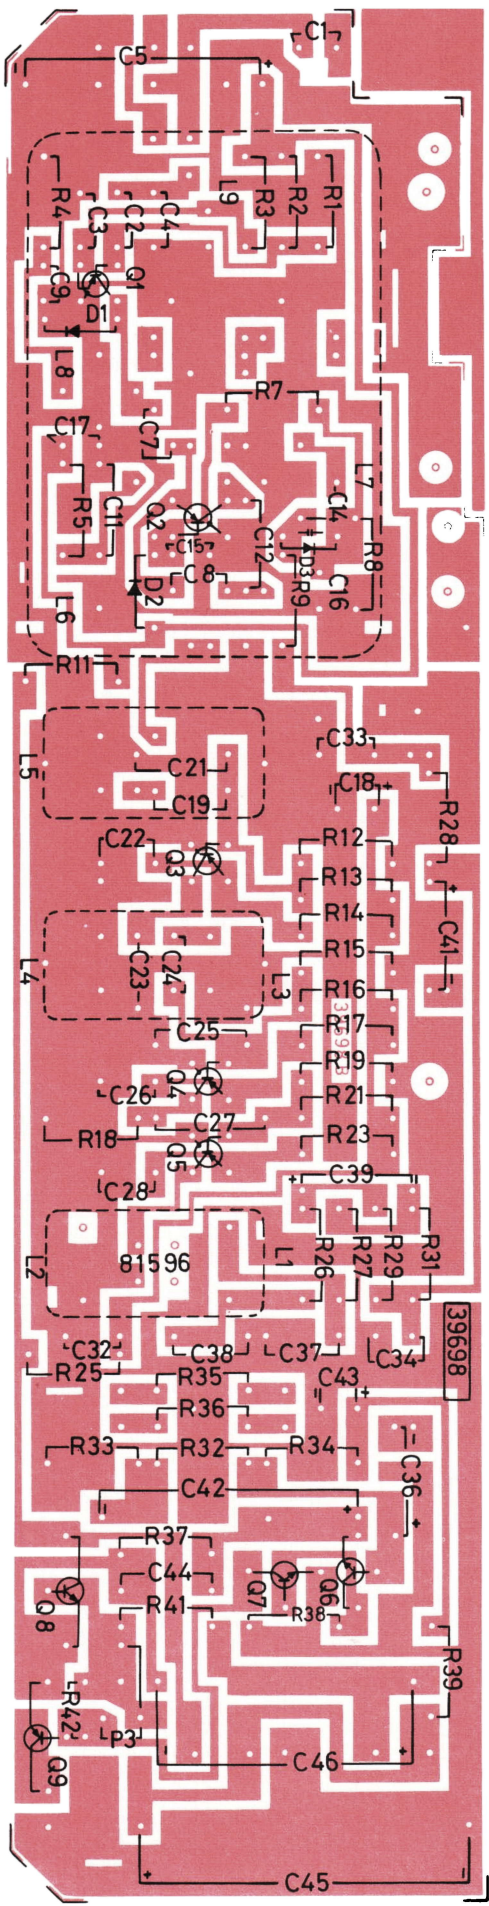 C1
- C5 +
R4 C3 C2 C4 L9 R3 R2 R1
C9 Q1
D1
L8
R7
C17 C7 L7
R5 C11 Q2 C14
C15 C12 R8
D3
L6 D2 C8 R9 C16
R11
C33
L5 C21
C18 +
C19
R28
C22 Q3 R12
R13
+
R14
C41
L4 C23 C24 L3 R15
-
R16
C25 R17
C26 Q4 R19
R21
C27
R18 Q5 R23
C28 + C39 -
L2 81596 L1 R26 R27 R29 R31
39698
C32 C38 C37 C34
R25
R35 C43 +
R36
R33 R32 R34 C36
C42 + +
R37
C44 Q7 Q6
Q8 R41 R38
R39
R42 P3
Q9 - C46 +
+ C45 -